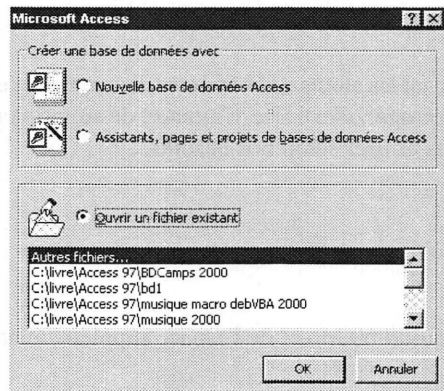 Microsoft Access
Créer une base de données avec
Nouvelle base de données Access
Assistants, pages et projets de bases de données Access
Ouvrir un fichier existant
Autres fichiers...
C:\livre\Access 97\BDCamps 2000
C:\livre\Access 97\bd1
C:\livre\Access 97\musique macro debVBA 2000
C:\livre\Access 97\musique 2000
OK Annuler